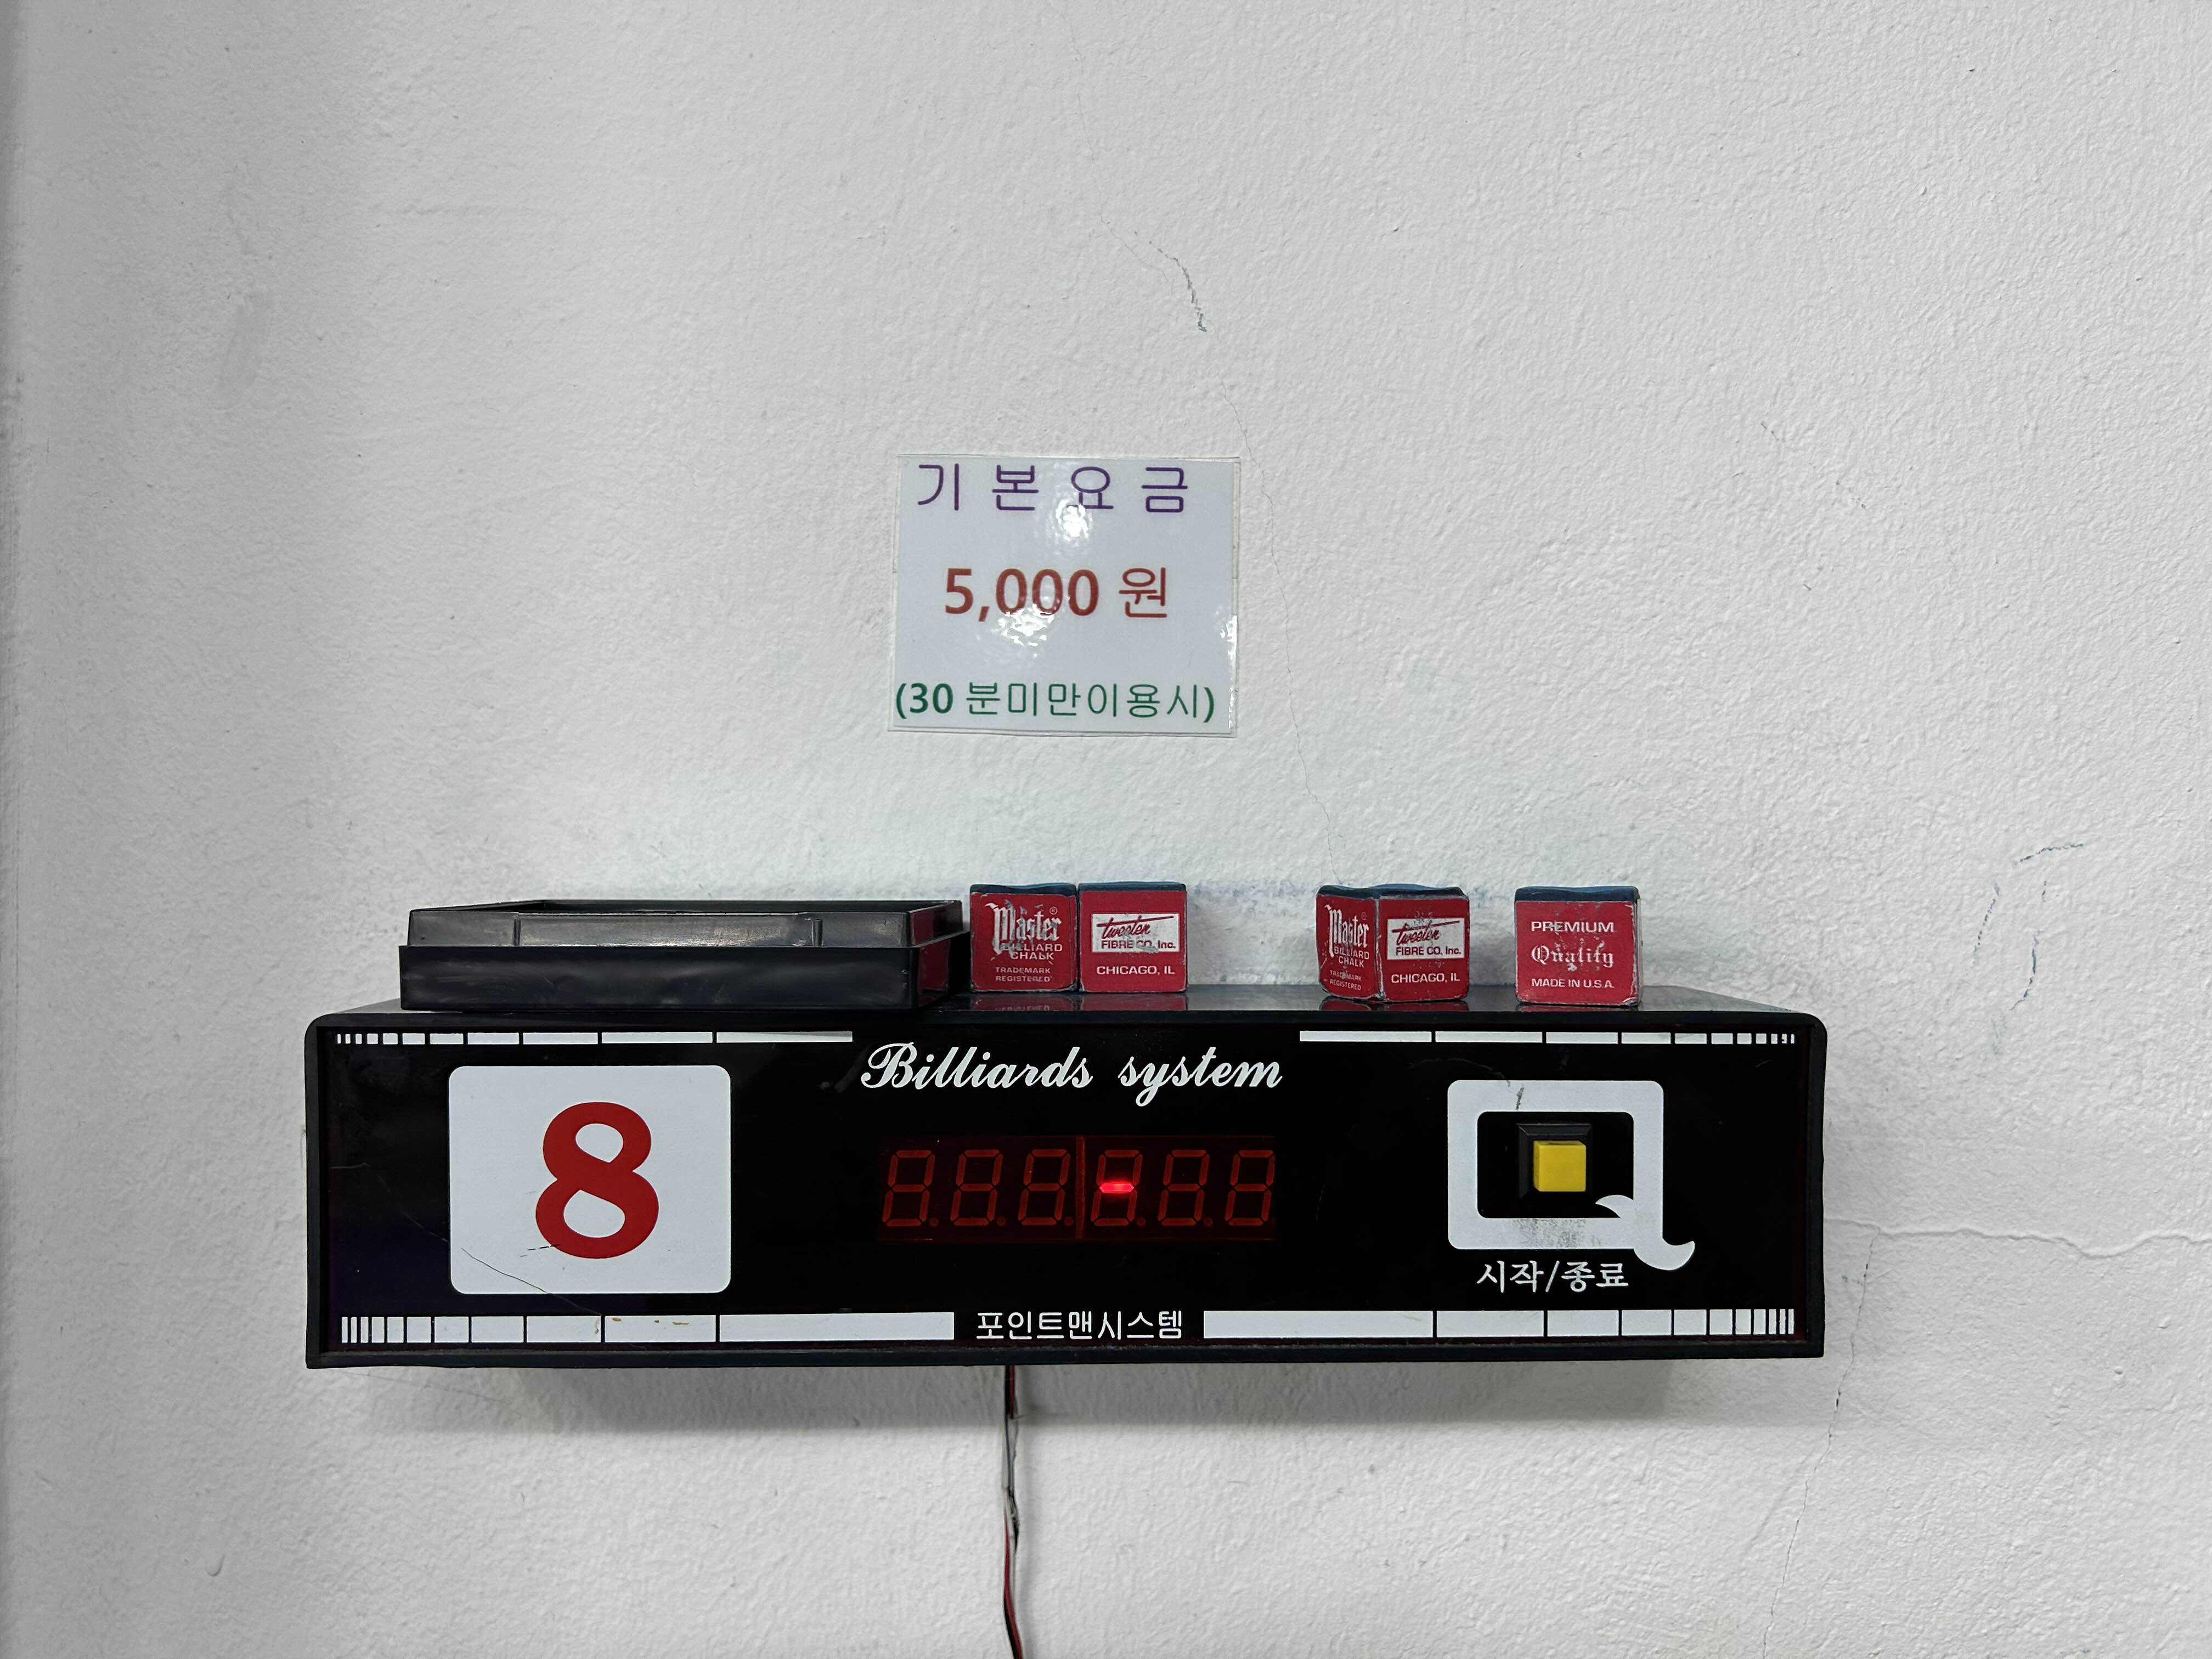 기본요금
5,000 원
(30 분미만이용시)
Master®
BILLIARD
CHALK
TRADEMARK
REGISTERED
Tweeten
FIBRE CO. Inc.
CHICAGO, IL
Master®
BILLIARD
CHALK
TRADEMARK
REGISTERED
Tweeten
FIBRE CO. Inc.
CHICAGO, IL
PREMIUM
Quality
MADE IN U.S.A.
Billiards system
8
-
Q
시작/종료
포인트맨시스템